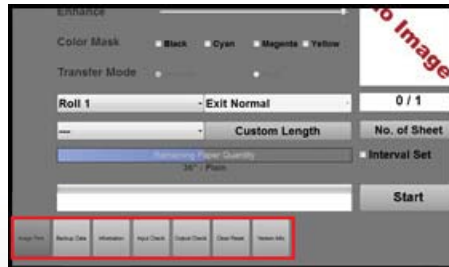 Enhance
o Image
Color Mask Black Cyan Magenta Yellow
Transfer Mode
Roll 1 Exit Normal 0 / 1
--- Custom Length No. of Sheet
Remaining Paper Quantity Interval Set
36" - Plain
Start
Image Print Backup Data Information Input Check Output Check Clear Reset Version Info